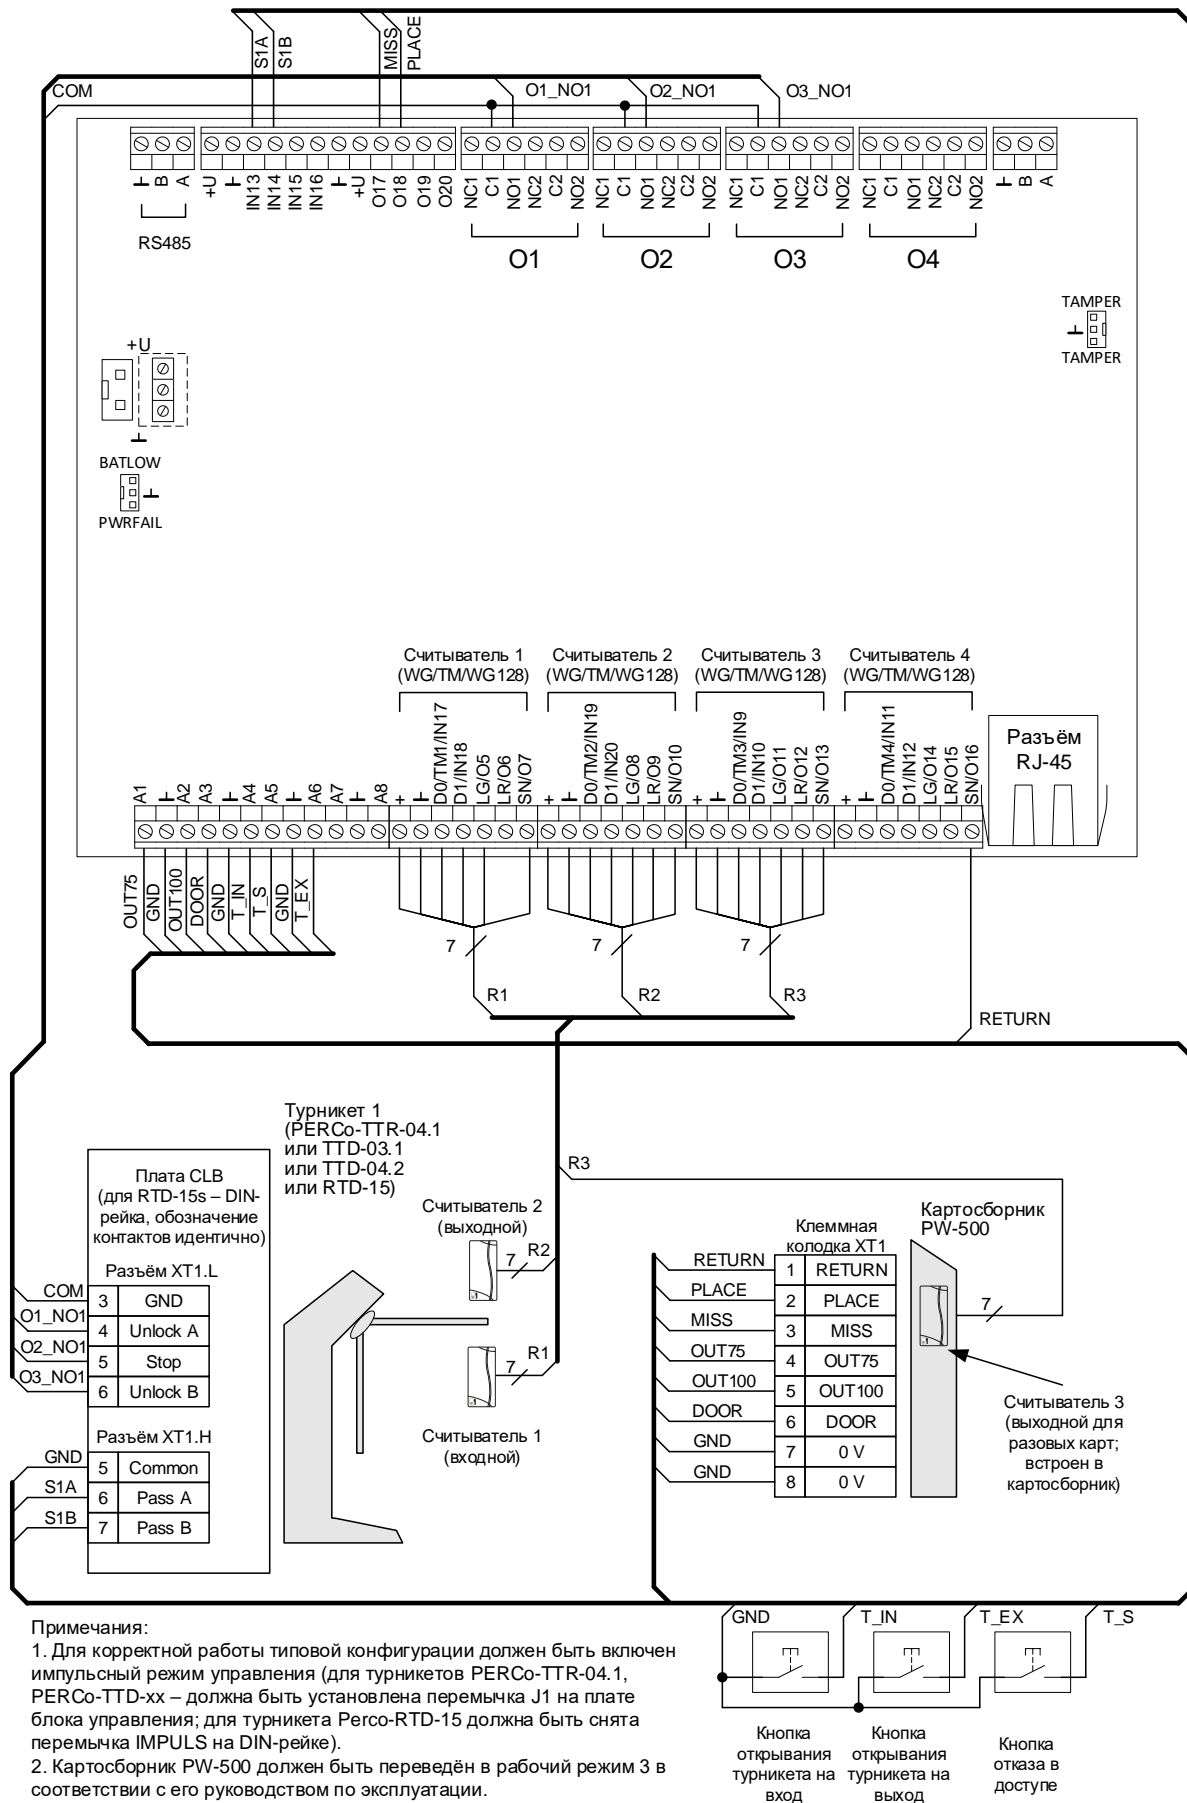 S1A
S1B
MISS
PLACE
COM
O1_NO1
O2_NO1
O3_NO1
B
A
+U
IN13
IN14
IN15
IN16
+U
O17
O18
O19
O20
NC1
C1
NO1
NC2
C2
NO2
NC1
C1
NO1
NC2
C2
NO2
NC1
C1
NO1
NC2
C2
NO2
NC1
C1
NO1
NC2
C2
NO2
B
A
RS485
O1
O2
O3
O4
TAMPER
TAMPER
+U
BATLOW
PWRFAIL
Считыватель 1
(WG/TM/WG128)
Считыватель 2
(WG/TM/WG128)
Считыватель 3
(WG/TM/WG128)
Считыватель 4
(WG/TM/WG128)
Разъём
RJ-45
A1
A2
A3
A4
A5
A6
A7
A8
+
D0/TM1/IN17
D1/IN18
LG/O5
LR/O6
SN/O7
+
D0/TM2/IN19
D1/IN20
LG/O8
LR/O9
SN/O10
+
D0/TM3/IN9
D1/IN10
LG/O11
LR/O12
SN/O13
+
D0/TM4/IN11
D1/IN12
LG/O14
LR/O15
SN/O16
OUT75
GND
OUT100
DOOR
GND
T_IN
T_S
GND
T_EX
7
7
7
R1
R2
R3
RETURN
Турникет 1
(PERCo-TTR-04.1
или TTD-03.1
или TTD-04.2
или RTD-15)
R3
Плата CLB
(для RTD-15s – DIN-
рейка, обозначение
контактов идентично)
Разъём XT1.L
COM
3 GND
O1_NO1
4 Unlock A
O2_NO1
5 Stop
O3_NO1
6 Unlock B
Разъём XT1.H
GND
5 Common
S1A
6 Pass A
S1B
7 Pass B
Считыватель 2
(выходной)
7
R2
7
R1
Считыватель 1
(входной)
Клеммная
колодка XT1
RETURN
1 RETURN
PLACE
2 PLACE
MISS
3 MISS
OUT75
4 OUT75
OUT100
5 OUT100
DOOR
6 DOOR
GND
7 0 V
GND
8 0 V
Картосборник
PW-500
7
Считыватель 3
(выходной для
разовых карт;
встроен в
картосборник)
Примечания:
1. Для корректной работы типовой конфигурации должен быть включен
импульсный режим управления (для турникетов PERCo-TTR-04.1,
PERCo-TTD-xx – должна быть установлена перемычка J1 на плате
блока управления; для турникета Perco-RTD-15 должна быть снята
перемычка IMPULS на DIN-рейке).
2. Картосборник PW-500 должен быть переведён в рабочий режим 3 в
соответствии с его руководством по эксплуатации.
GND
T_IN
T_EX
T_S
Кнопка
открывания
турникета на
вход
Кнопка
открывания
турникета на
выход
Кнопка
отказа в
доступе